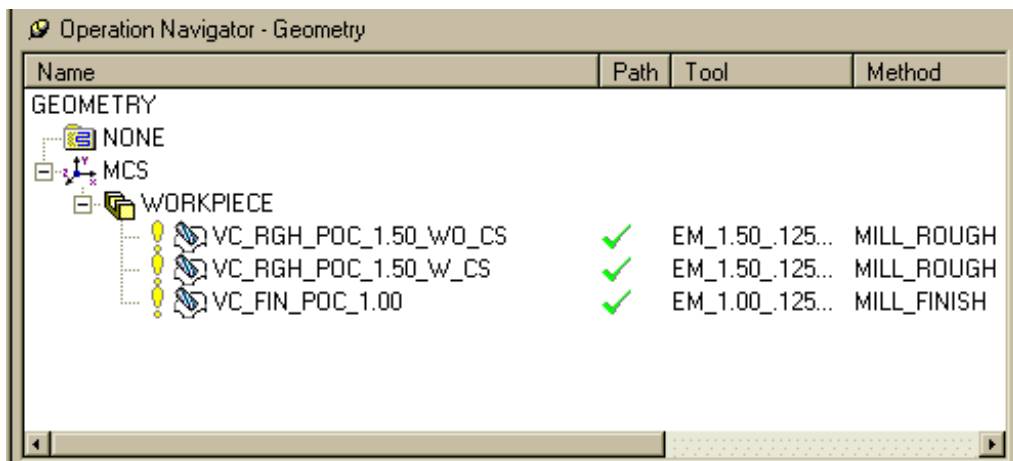 Operation Navigator - Geometry
Name Path Tool Method
GEOMETRY
NONE
MCS
WORKPIECE
VC_RGH_POC_1.50_WO_CS EM_1.50_.125... MILL_ROUGH
VC_RGH_POC_1.50_W_CS EM_1.50_.125... MILL_ROUGH
VC_FIN_POC_1.00 EM_1.00_.125... MILL_FINISH